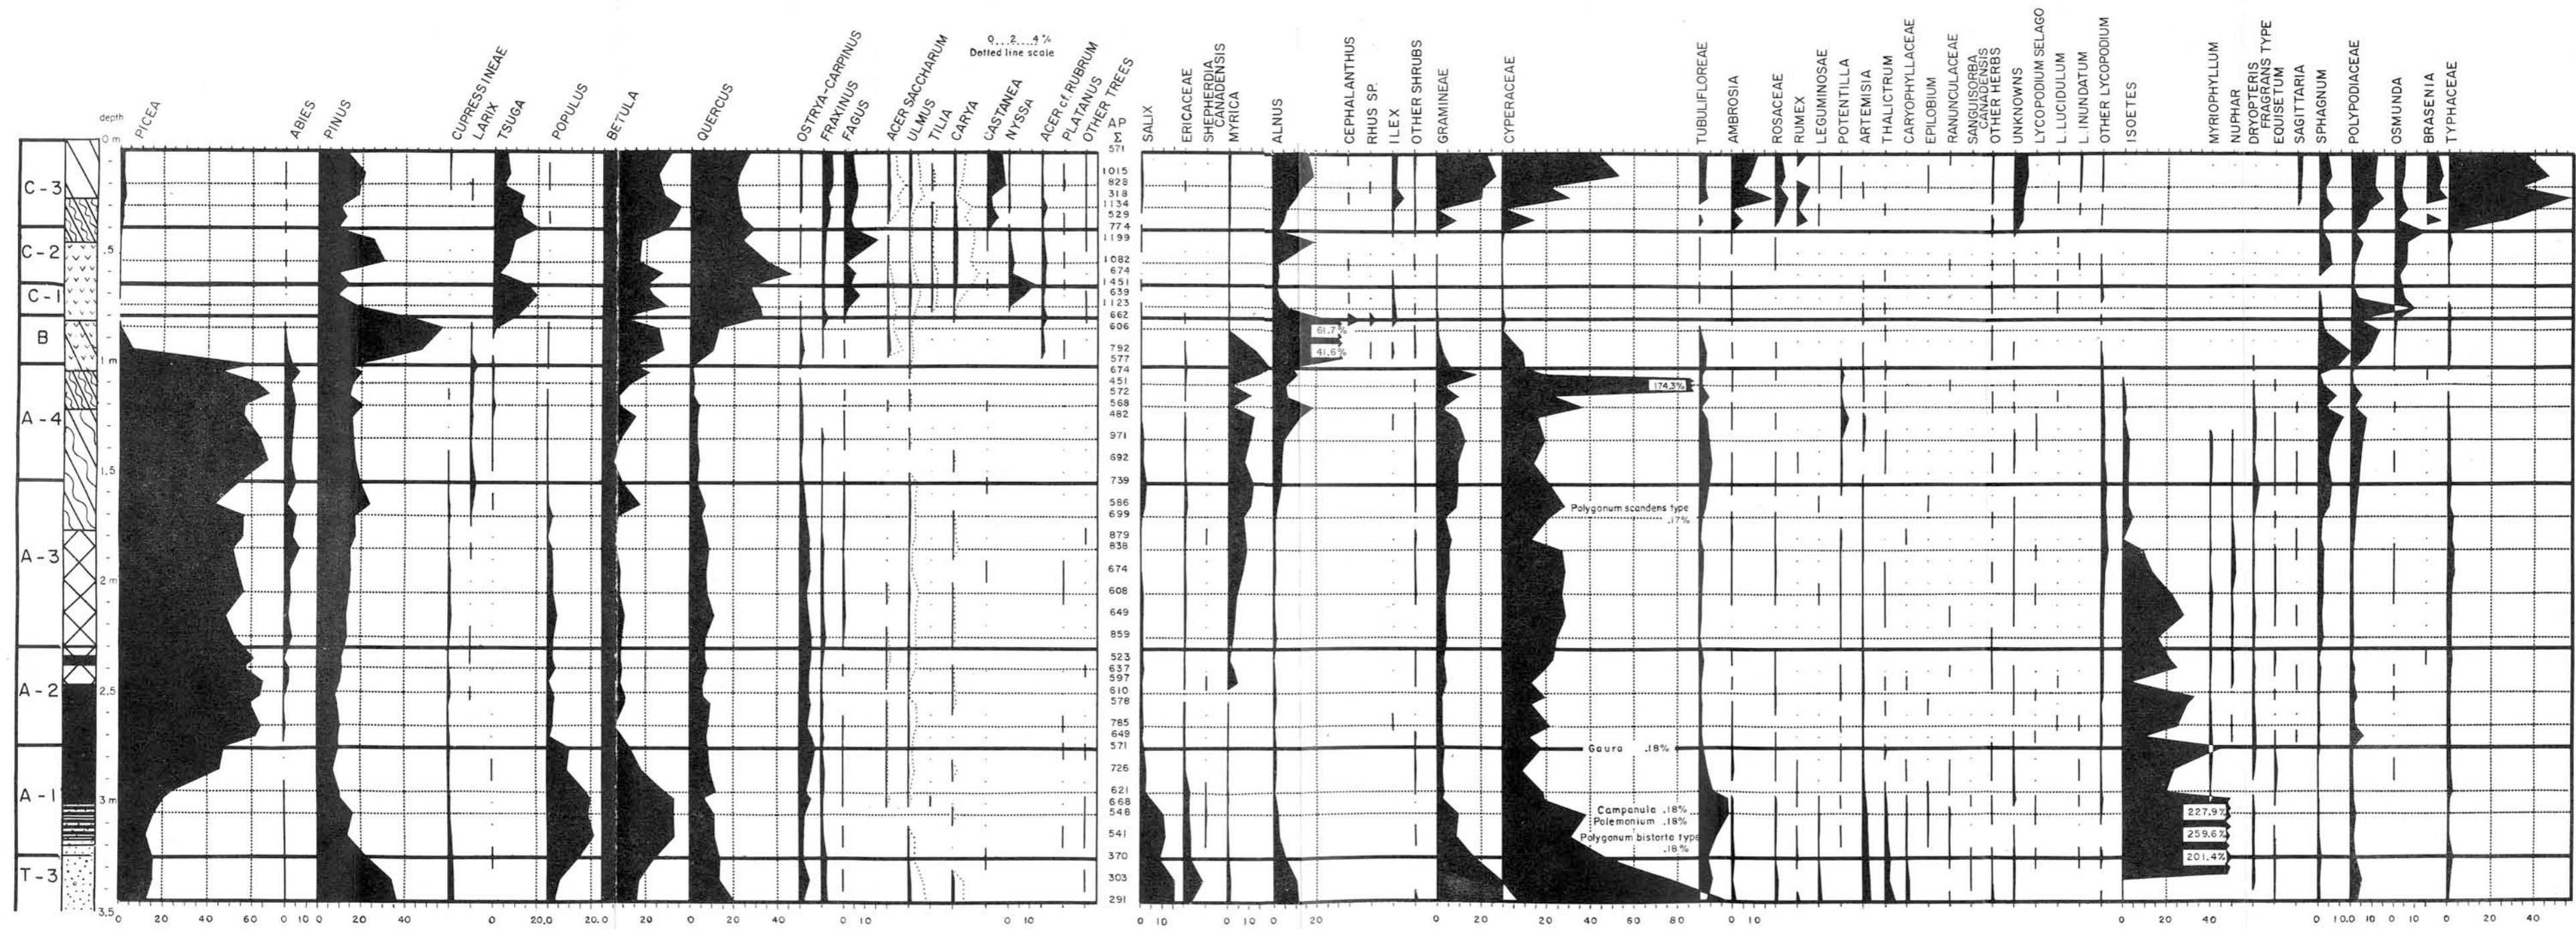 0 2 4 %
Dotted line scale
depth
PICEA
ABIES
PINUS
CUPRESSINEAE
LARIX
TSUGA
POPULUS
BETULA
QUERCUS
OSTRYA-CARPINUS
FRAXINUS
FAGUS
ACER SACCHARUM
ULMUS
TILIA
CARYA
CASTANEA
NYSSA
ACER cf. RUBRUM
PLATANUS
OTHER TREES
AP
M
SALIX
ERICACEAE
SHEPHERDIA
CANADENSIS
MYRICA
ALNUS
CEPHALANTHUS
RHUS SP.
ILEX
OTHER SHRUBS
GRAMINEAE
CYPERACEAE
TUBULIFLOREAE
AMBROSIA
ROSACEAE
RUMEX
LEGUMINOSAE
POTENTILLA
ARTEMISIA
THALICTRUM
CARYOPHYLLACEAE
EPILOBIUM
RANUNCULACEAE
SANGUISORBA
CANADENSIS
OTHER HERBS
UNKNOWNS
LYCOPODIUM SELAGO
L. LUCIDULUM
L. INUNDATUM
OTHER LYCOPODIUM
ISOETES
MYRIOPHYLLUM
NUPHAR
DRYOPTERIS
FRAGRANS TYPE
EQUISETUM
SAGITTARIA
SPHAGNUM
POLYPODIACEAE
OSMUNDA
BRASENIA
TYPHACEAE
0 m
.5
1 m
1.5
2 m
2.5
3 m
3.5
C-3
C-2
C-1
B
A-4
A-3
A-2
A-1
T-3
571
1015
828
318
1134
529
774
1199
1082
674
1451
639
1123
662
606
792
577
674
451
572
568
482
971
692
739
586
699
879
838
674
608
649
859
523
637
597
610
578
785
649
571
726
621
668
548
541
370
303
291
61.7%
41.6%
174.3%
Polygonum scandens type
.17%
Gaura .18%
Campanula .18%
Polemonium .18%
Polygonum bistorta type
.18%
227.9%
259.6%
201.4%
0 20 40 60 0 10 0 20 40 0 20 0 20 0 20 0 20 40 0 10 0 10
0 10 0 10 0 20 0 20 20 40 60 80 0 10 0 20 40 0 10 0 10 0 10 0 20 40